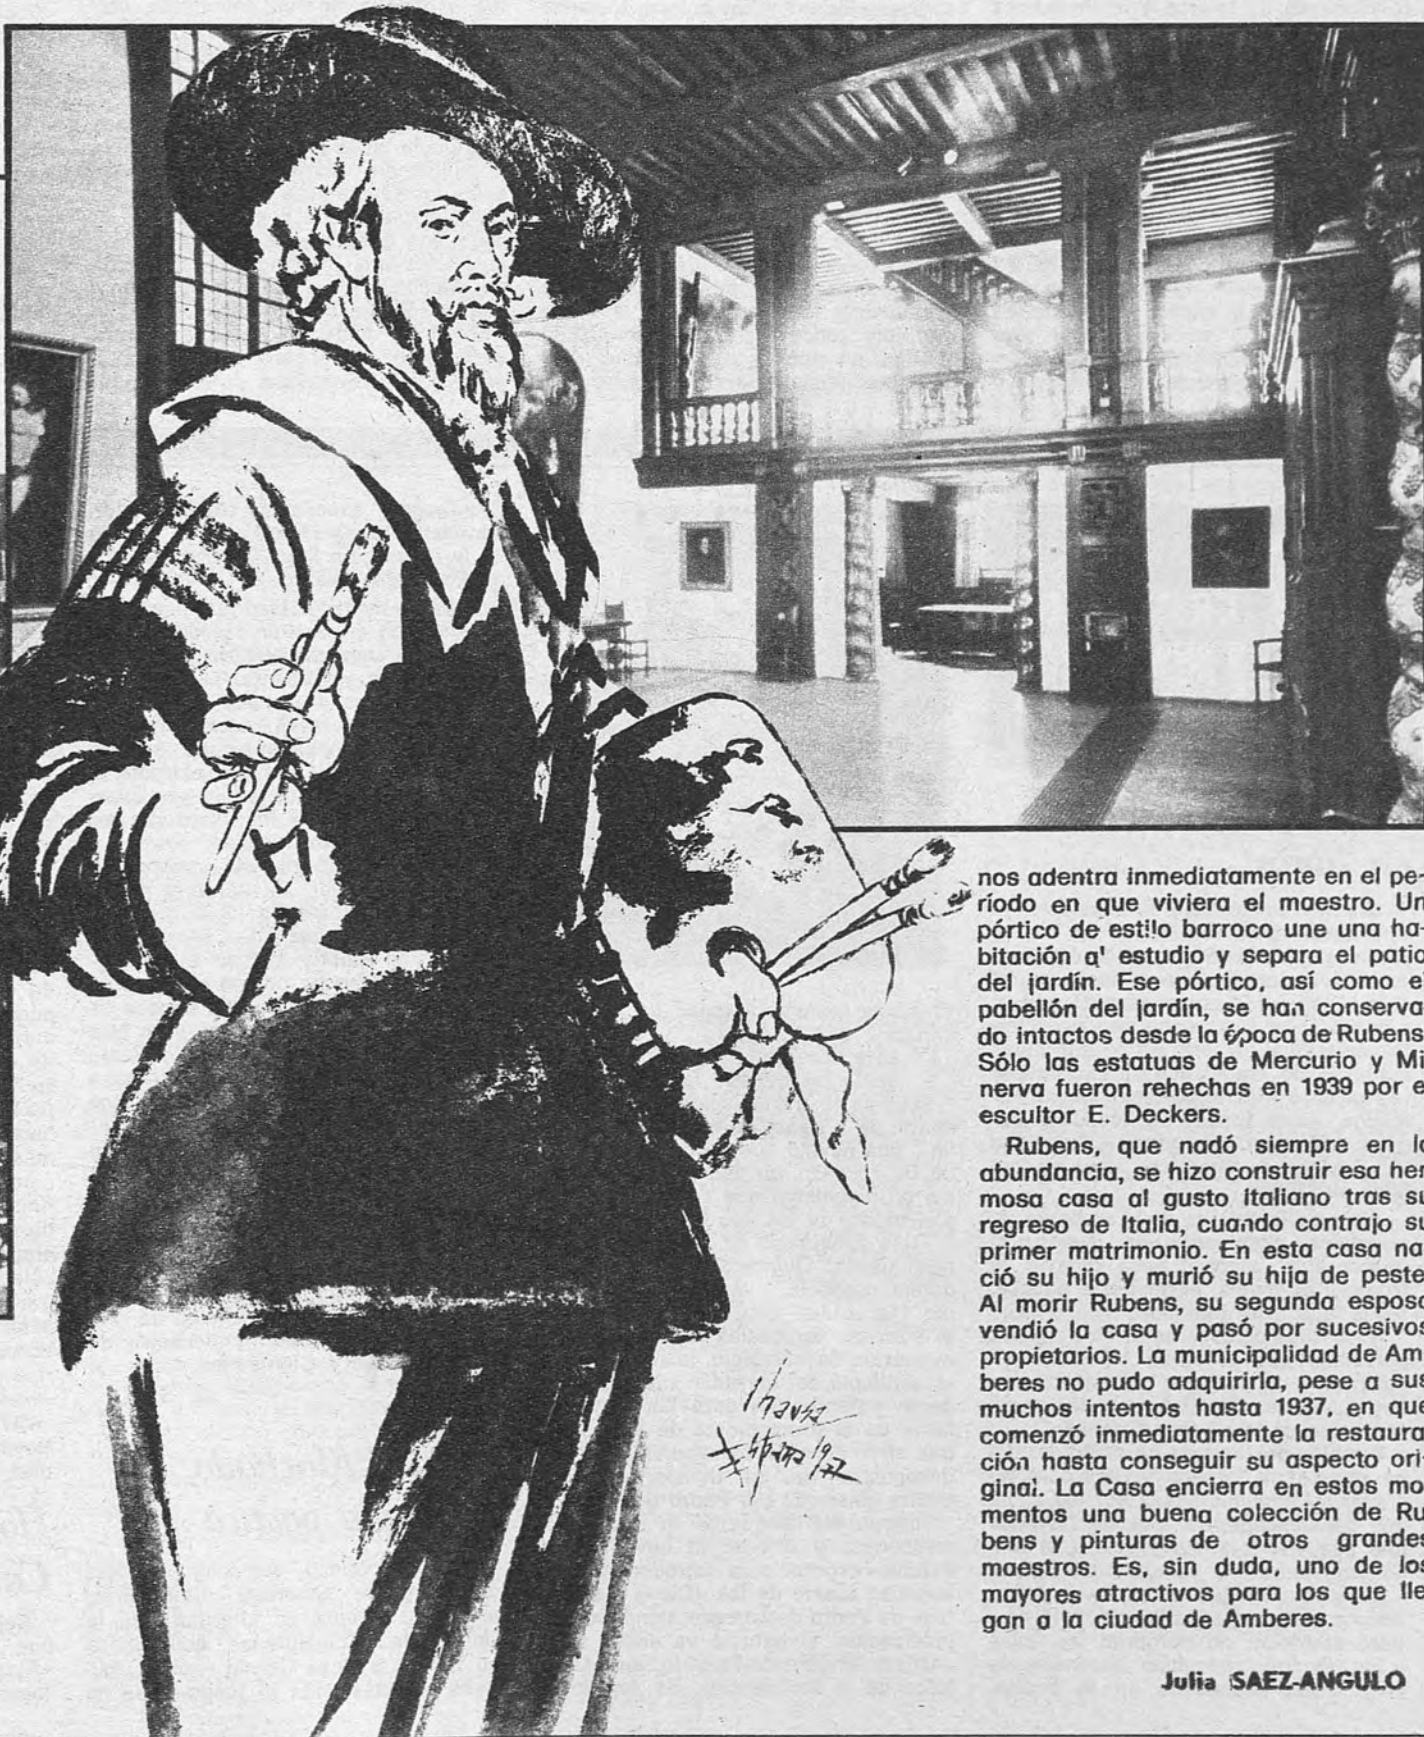 nos adentra inmediatamente en el pe-
ríodo en que viviera el maestro. Un
pórtico de estilo barroco une una ha-
bitación a' estudio y separa el patio
del jardín. Ese pórtico, así como e
pabellón del jardín, se han conserva
do intactos desde la época de Rubens
Sólo las estatuas de Mercurio y Mi
nerva fueron rehechas en 1939 por e
escultor E. Deckers.
Rubens, que nadó siempre en la
abundancia, se hizo construir esa her
mosa casa al gusto italiano tras su
regreso de Italia, cuando contrajo su
primer matrimonio. En esta casa na
ció su hijo y murió su hija de peste.
Al morir Rubens, su segunda esposa
vendió la casa y pasó por sucesivos
propietarios. La municipalidad de Am
beres no pudo adquirirla, pese a sus
muchos intentos hasta 1937, en que
comenzó inmediatamente la restaura
ción hasta conseguir su aspecto ori-
ginal. La Casa encierra en estos mo
mentos una buena colección de Ru
bens y pinturas de otros grandes
maestros. Es, sin duda, uno de los
mayores atractivos para los que lle
gan a la ciudad de Amberes.
Julia SAEZ-ANGULO